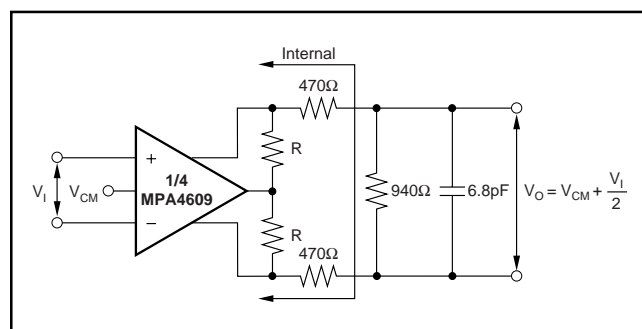 Internal
470Ω
R
+
1/4
MPA4609
−
V_I
V_CM
R
470Ω
940Ω
6.8pF
V_O = V_CM + V_I/2